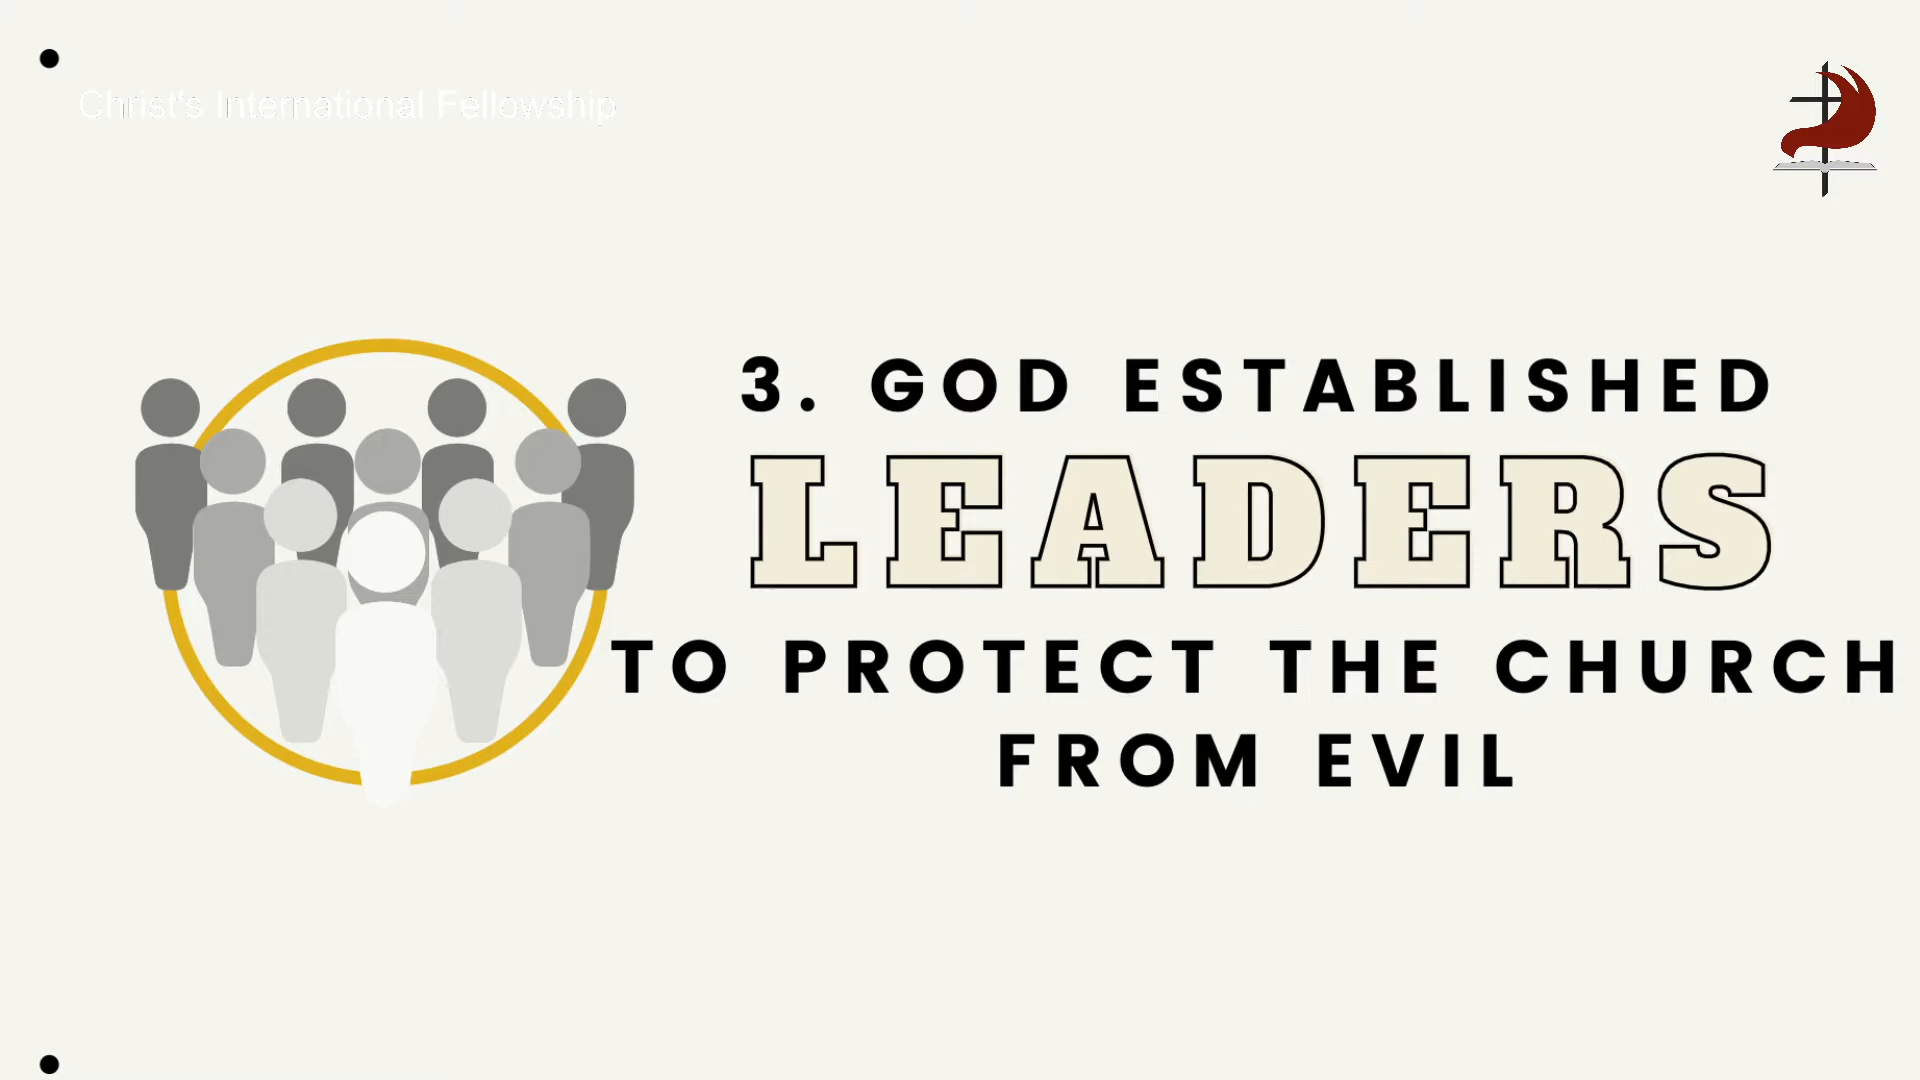 Christ's International Fellowship
3. GOD ESTABLISHED
LEADERS
TO PROTECT THE CHURCH
FROM EVIL